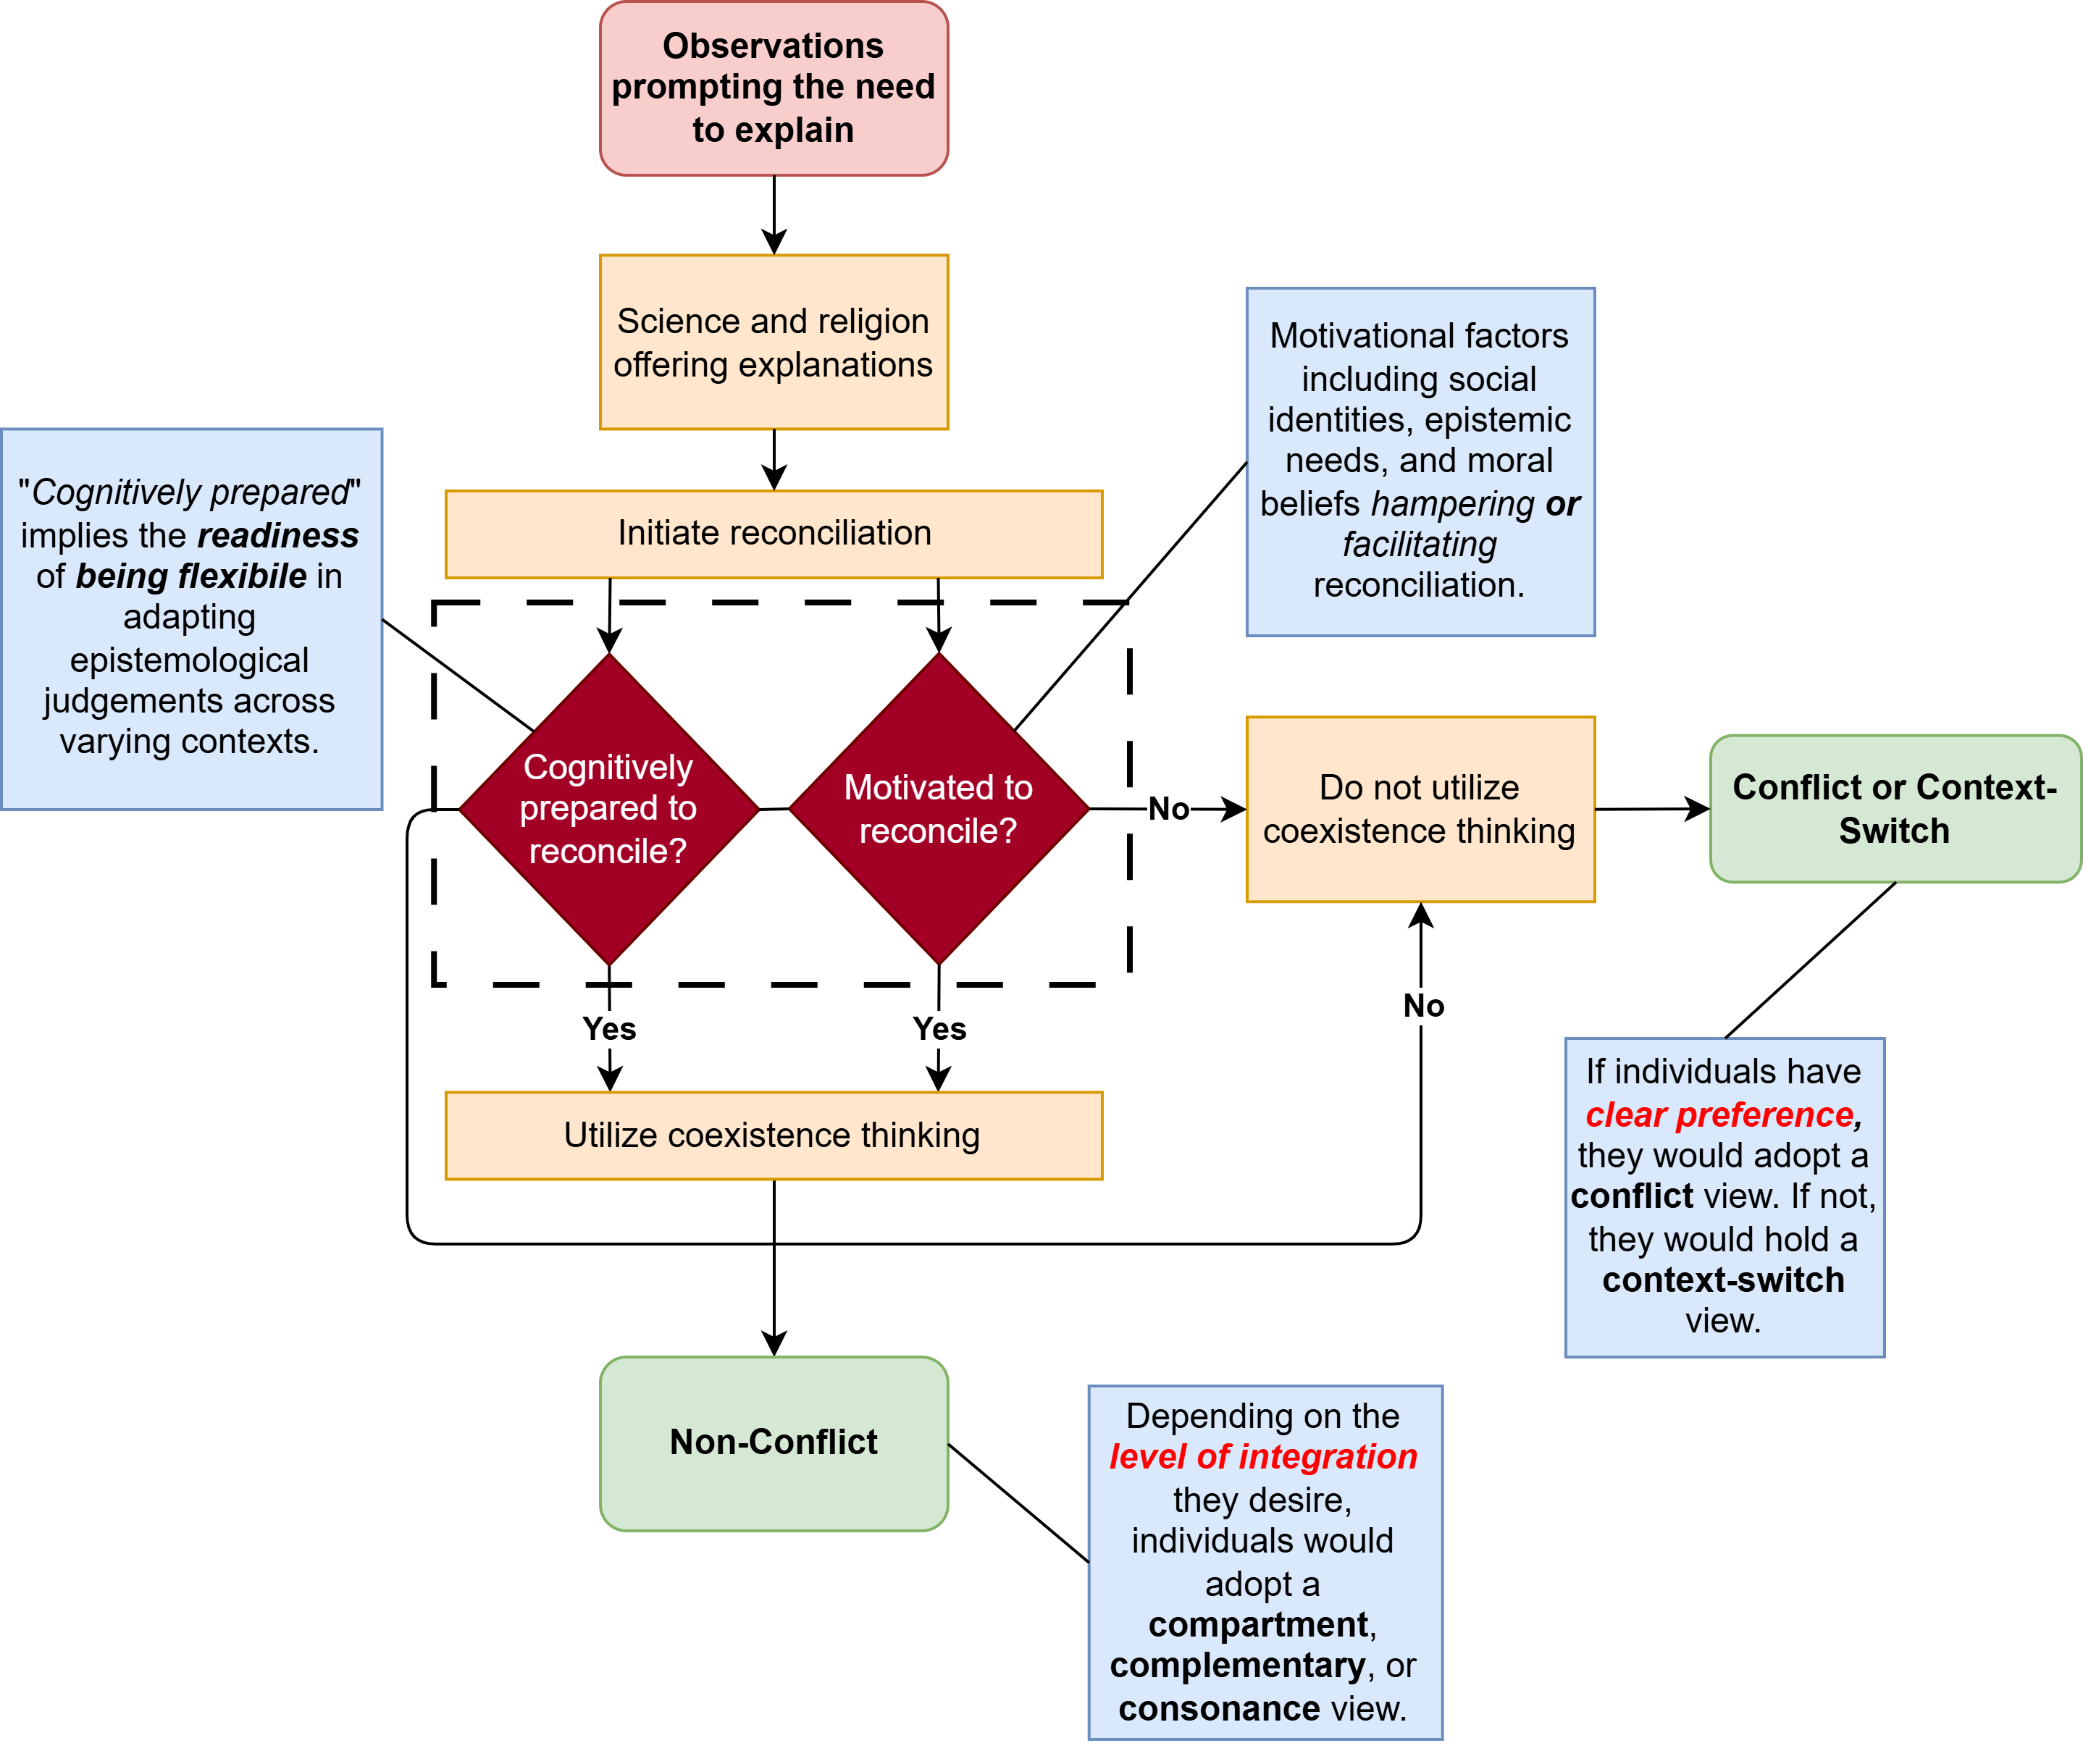 Observations
prompting the need
to explain
Science and religion
offering explanations
Initiate reconciliation
"Cognitively prepared"
implies the readiness
of being flexibile in
adapting
epistemological
judgements across
varying contexts.
Motivational factors
including social
identities, epistemic
needs, and moral
beliefs hampering or
facilitating
reconciliation.
Cognitively
prepared to
reconcile?
Motivated to
reconcile?
No
Do not utilize
coexistence thinking
Conflict or Context-
Switch
Yes
Yes
No
Utilize coexistence thinking
If individuals have
clear preference,
they would adopt a
conflict view. If not,
they would hold a
context-switch
view.
Non-Conflict
Depending on the
level of integration
they desire,
individuals would
adopt a
compartment,
complementary, or
consonance view.